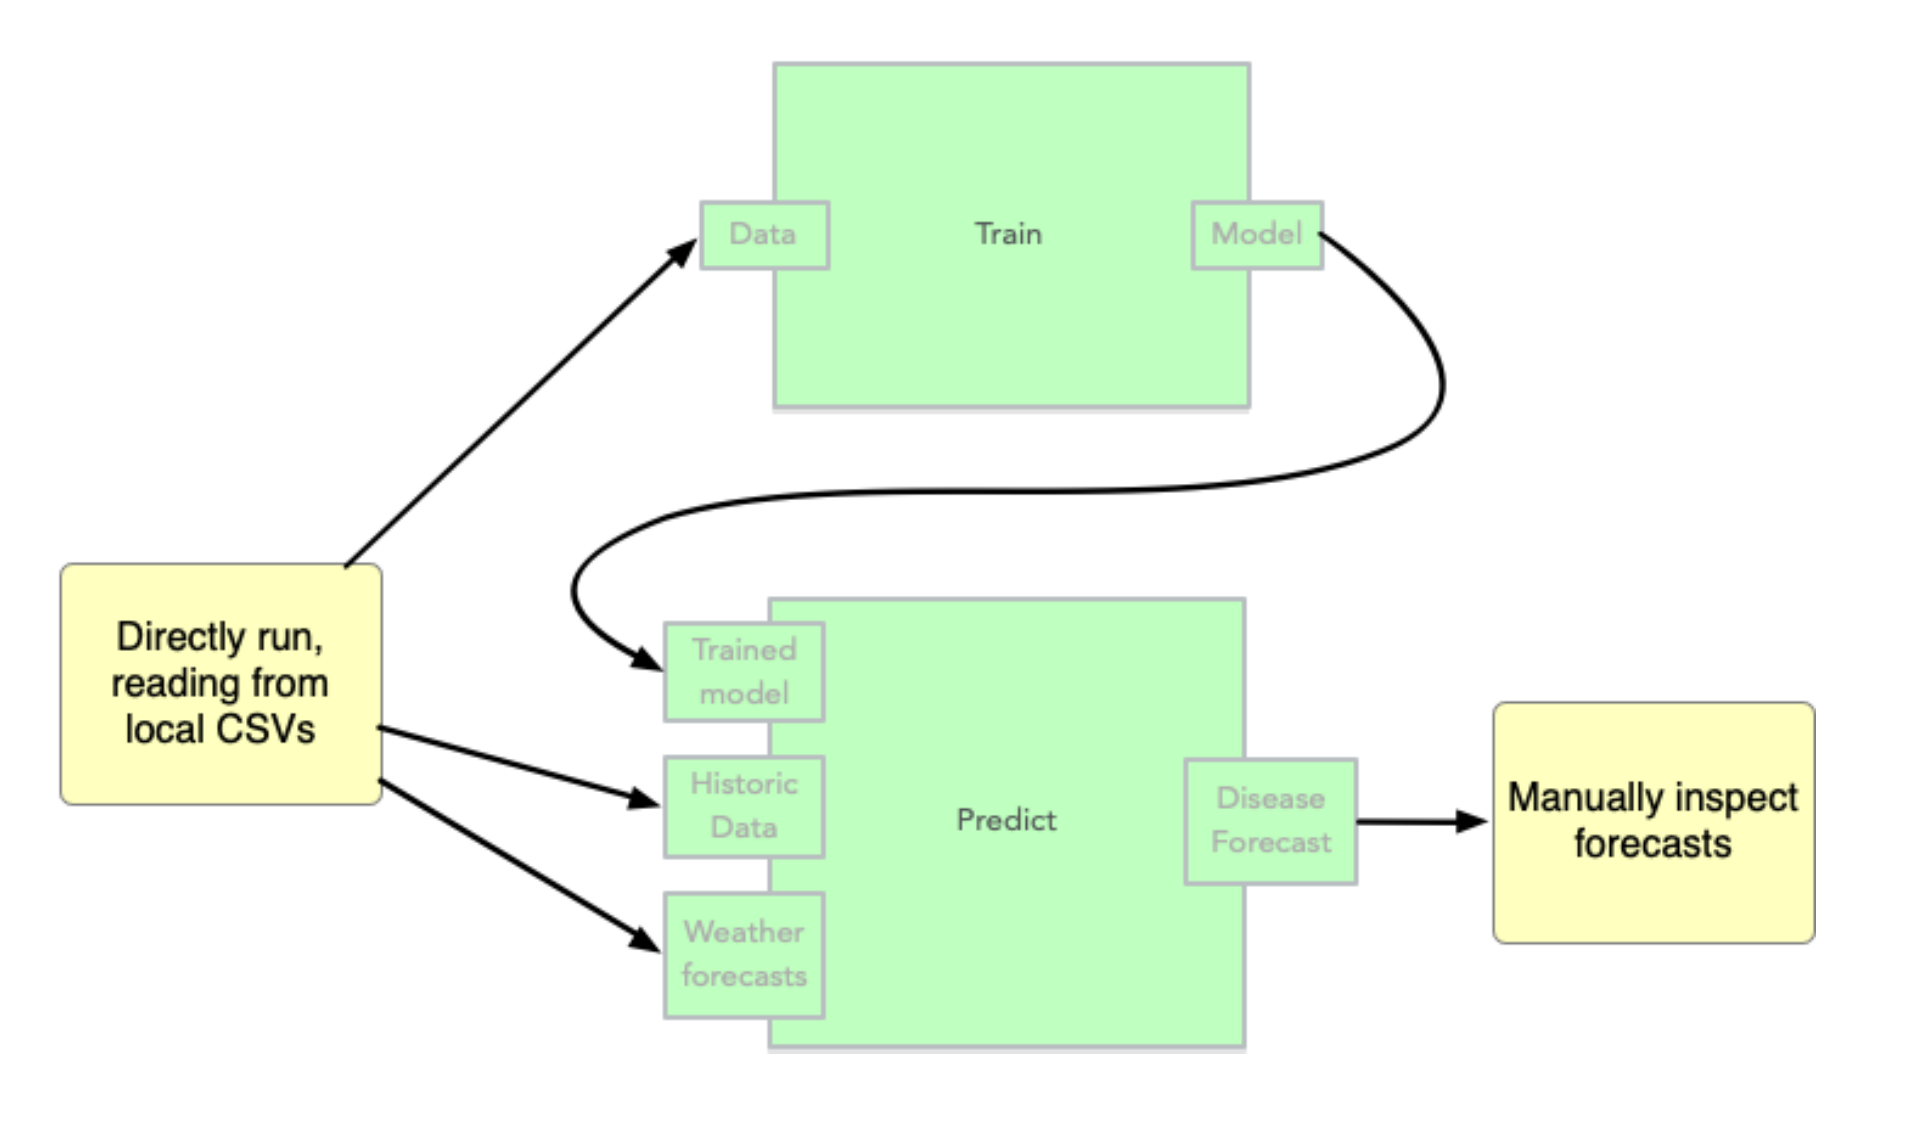 Data
Train
Model
Directly run,
reading from
local CSVs
Trained
model
Historic
Data
Weather
forecasts
Predict
Disease
Forecast
Manually inspect
forecasts